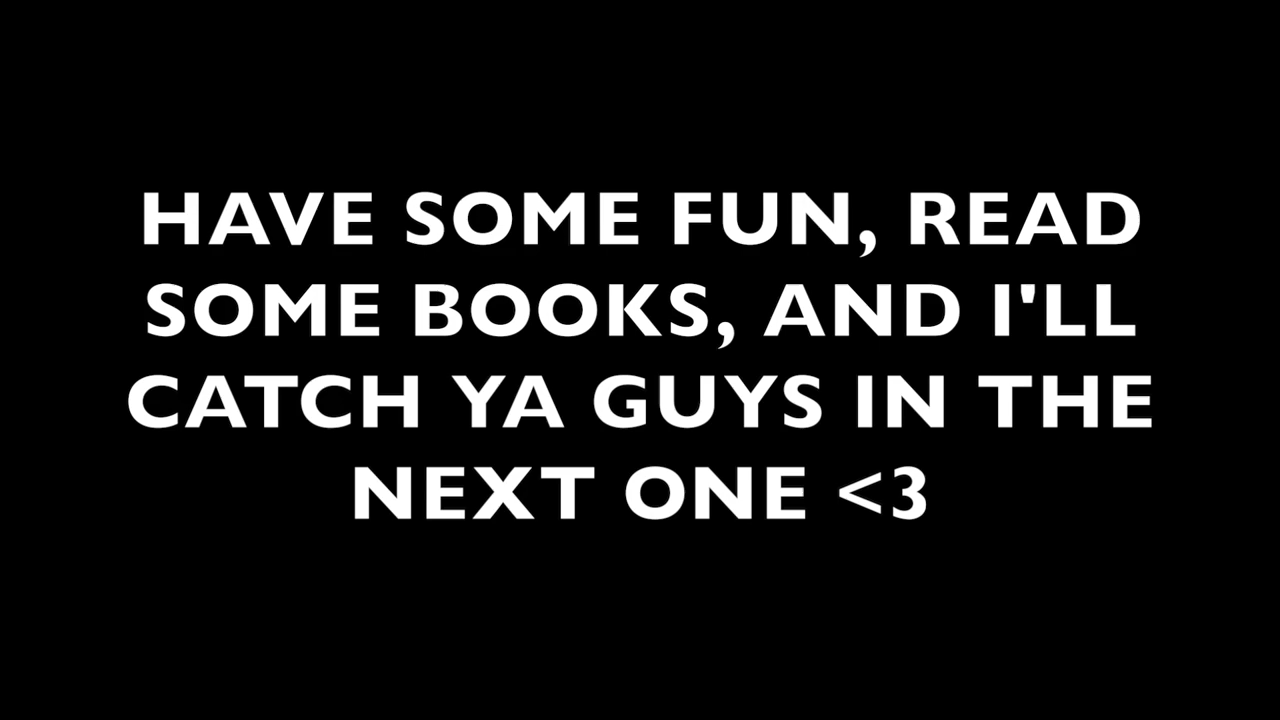 HAVE SOME FUN, READ
SOME BOOKS, AND I'LL
CATCH YA GUYS IN THE
NEXT ONE <3